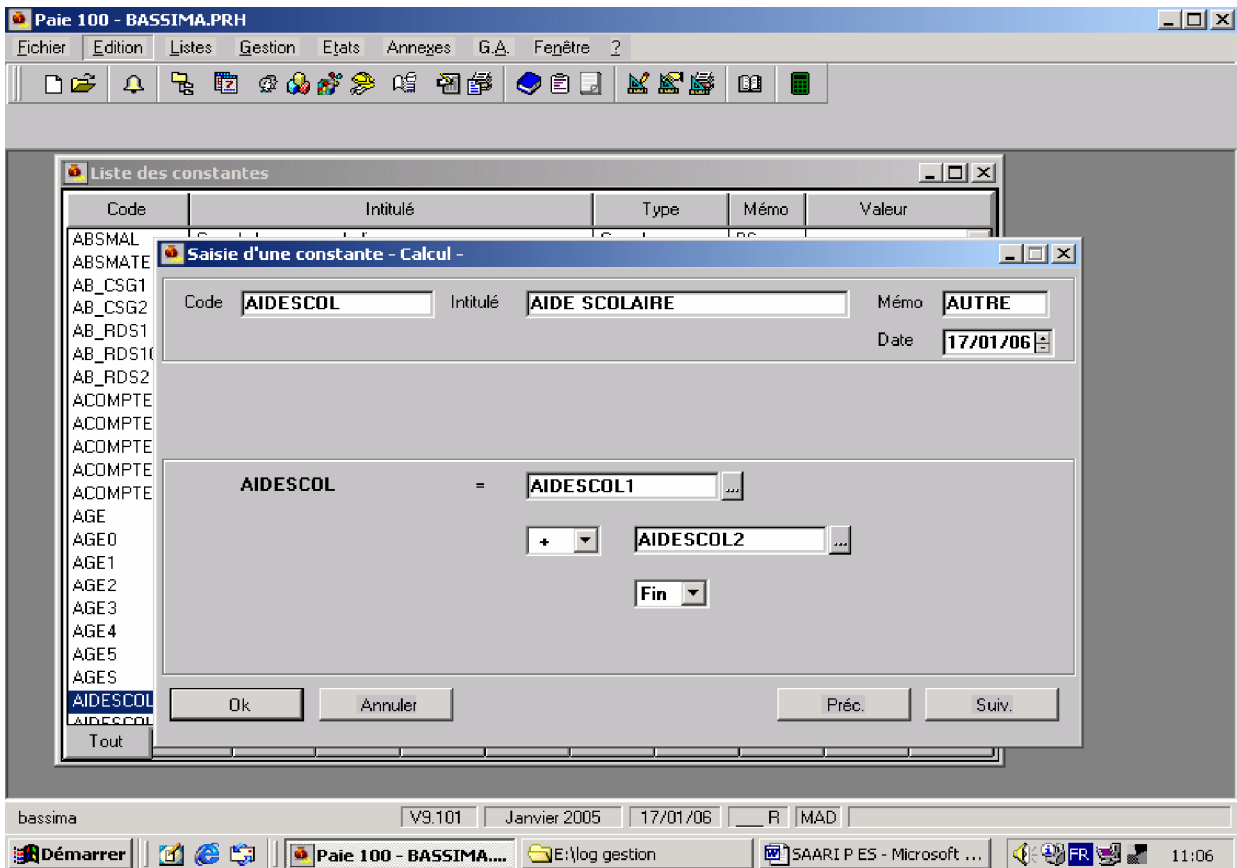 Paie 100 - BASSIMA.PRH
Fichier Edition Listes Gestion Etats Annexes G.A. Fenêtre ?
Liste des constantes
Code Intitulé Type Mémo Valeur
ABSMAL
Saisie d'une constante - Calcul -
ABSMATE
AB_CSG1
Code AIDESCOL Intitulé AIDE SCOLAIRE Mémo AUTRE
AB_CSG2
AB_RDS1
Date 17/01/06
AB_RDS10
AB_RDS2
ACOMPTE
ACOMPTE
ACOMPTE
ACOMPTE
AIDESCOL = AIDESCOL1 ...
ACOMPTE
AGE
AGE0
+ AIDESCOL2 ...
AGE1
AGE2
Fin
AGE3
AGE4
AGE5
AGES
AIDESCOL
Ok Annuler Préc. Suiv.
AIDESCOL
Tout
bassima V9.101 Janvier 2005 17/01/06 ___ R MAD
Démarrer Paie 100 - BASSIMA.... E:\log gestion SAARI P ES - Microsoft ... FR 11:06